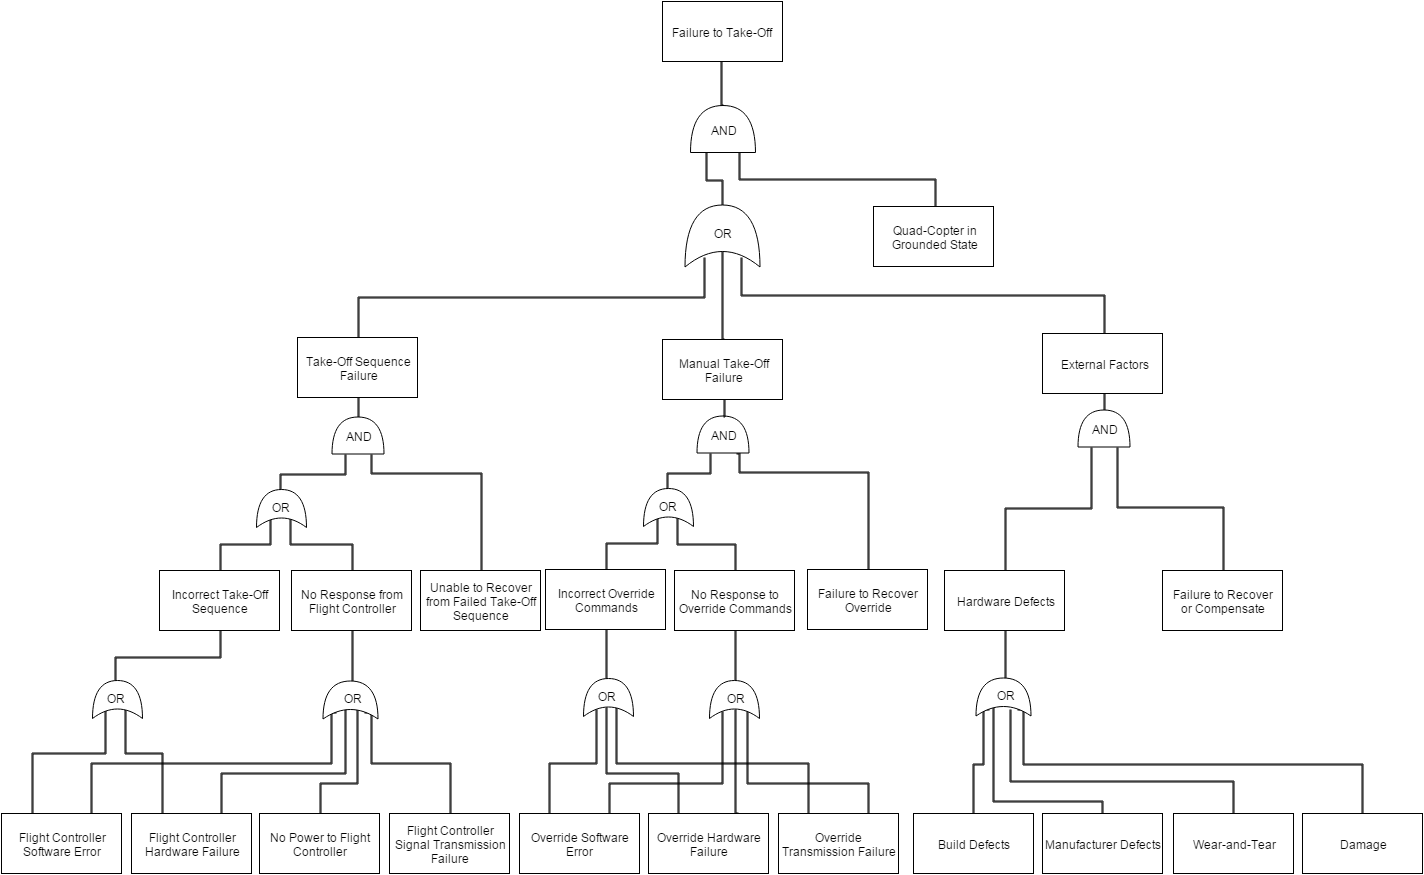 Failure to Take-Off
AND
OR
Quad-Copter in
Grounded State
Take-Off Sequence
Failure
Manual Take-Off
Failure
External Factors
AND
AND
AND
OR
OR
Incorrect Take-Off
Sequence
No Response from
Flight Controller
Unable to Recover
from Failed Take-Off
Sequence
Incorrect Override
Commands
No Response to
Override Commands
Failure to Recover
Override
Hardware Defects
Failure to Recover
or Compensate
OR
OR
OR
OR
OR
Flight Controller
Software Error
Flight Controller
Hardware Failure
No Power to Flight
Controller
Flight Controller
Signal Transmission
Failure
Override Software
Error
Override Hardware
Failure
Override
Transmission Failure
Build Defects
Manufacturer Defects
Wear-and-Tear
Damage